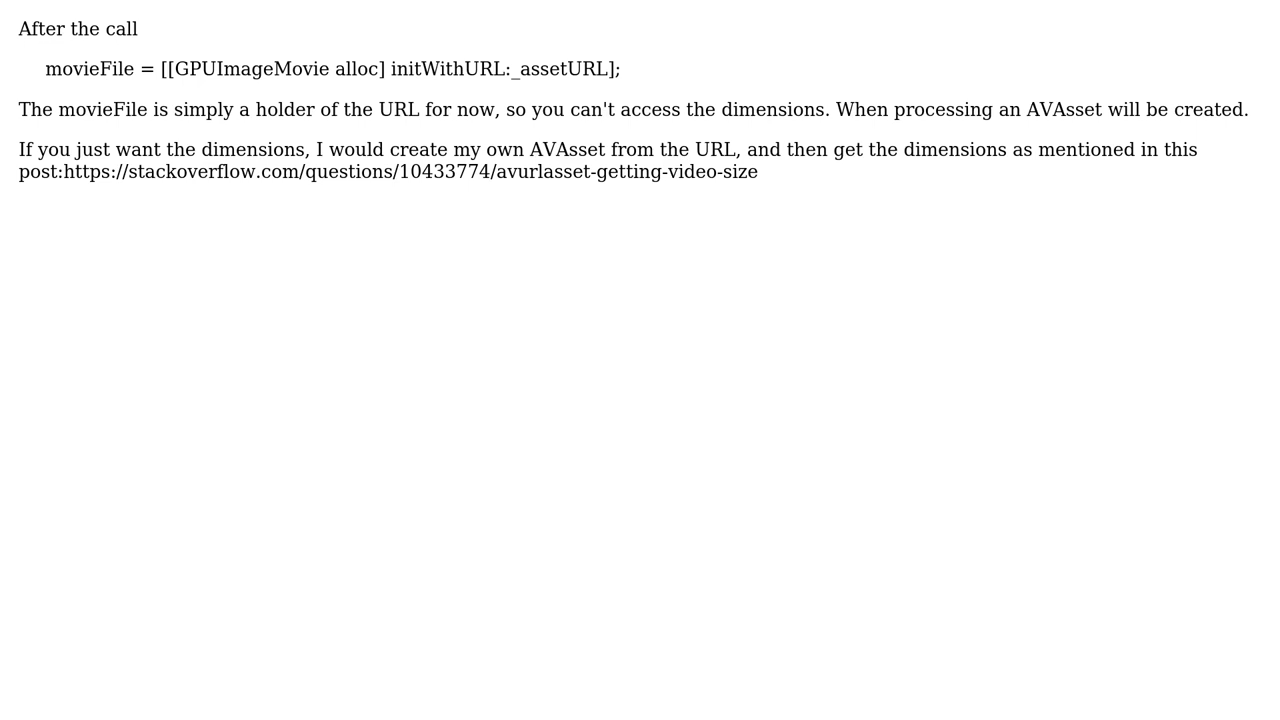 After the call
movieFile = [[GPUImageMovie alloc] initWithURL:_assetURL];
The movieFile is simply a holder of the URL for now, so you can't access the dimensions. When processing an AVAsset will be created.
If you just want the dimensions, I would create my own AVAsset from the URL, and then get the dimensions as mentioned in this
post:https://stackoverflow.com/questions/10433774/avurlasset-getting-video-size